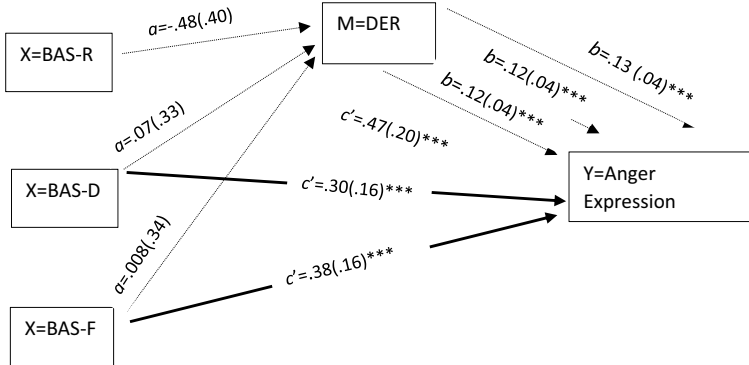 a=-.48(.40)
M=DER
X=BAS-R
b=.13 (.04)***
b=.12(.04)***
b=.12(.04)***
a=.07(.33)
c’=.47(.20)***
Y=Anger
Expression
X=BAS-D
c’=.30(.16)***
a=.008(.34)
c’=.38(.16)***
X=BAS-F